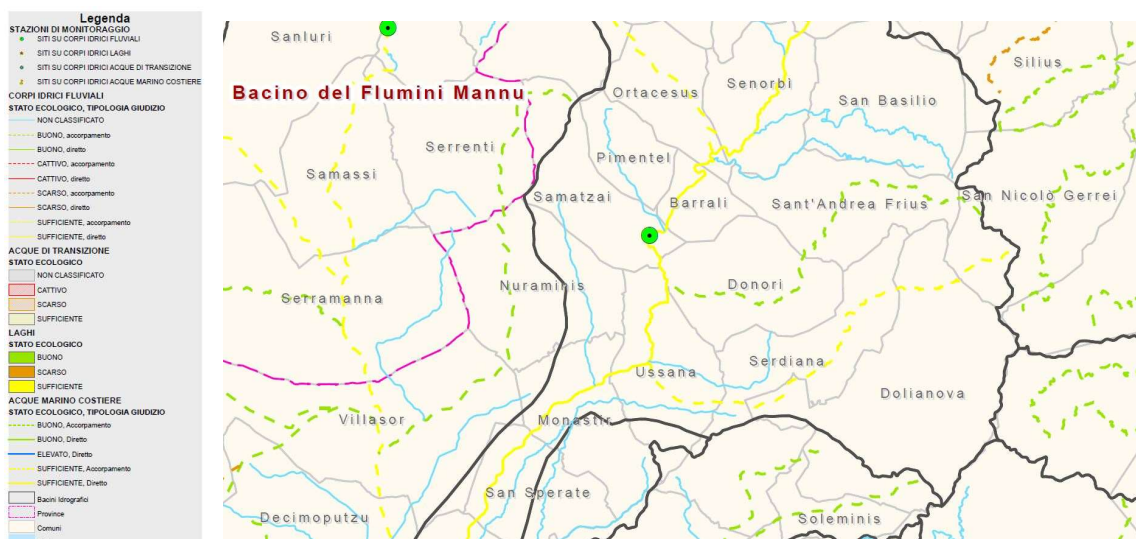 Legenda
STAZIONI DI MONITORAGGIO
SITI SU CORPI IDRICI FLUVIALI
SITI SU CORPI IDRICI LAGHI
SITI SU CORPI IDRICI ACQUE DI TRANSIZIONE
SITI SU CORPI IDRICI ACQUE MARINO COSTIERE
CORPI IDRICI FLUVIALI
STATO ECOLOGICO, TIPOLOGIA GIUDIZIO
NON CLASSIFICATO
BUONO, accorpamento
BUONO, diretto
CATTIVO, accorpamento
CATTIVO, diretto
SCARSO, accorpamento
SCARSO, diretto
SUFFICIENTE, accorpamento
SUFFICIENTE, diretto
ACQUE DI TRANSIZIONE
STATO ECOLOGICO
NON CLASSIFICATO
CATTIVO
SCARSO
SUFFICIENTE
LAGHI
STATO ECOLOGICO
BUONO
SCARSO
SUFFICIENTE
ACQUE MARINO COSTIERE
STATO ECOLOGICO, TIPOLOGIA GIUDIZIO
BUONO, Accorpamento
BUONO, Diretto
ELEVATO, Diretto
SUFFICIENTE, Accorpamento
SUFFICIENTE, Diretto
Bacini Idrografici
Province
Comuni
Sanluri
Silius
Senorbì
Bacino del Flumini Mannu
Ortacesus
San Basilio
Serrenti
Pimentel
Samassi
Samatzai
Barrali
Sant'Andrea Frius
San Nicolò Gerrei
Serramanna
Nuraminis
Donori
Serdiana
Ussana
Dolianova
Villasor
Monastir
San Sperate
Decimoputzu
Soleminis